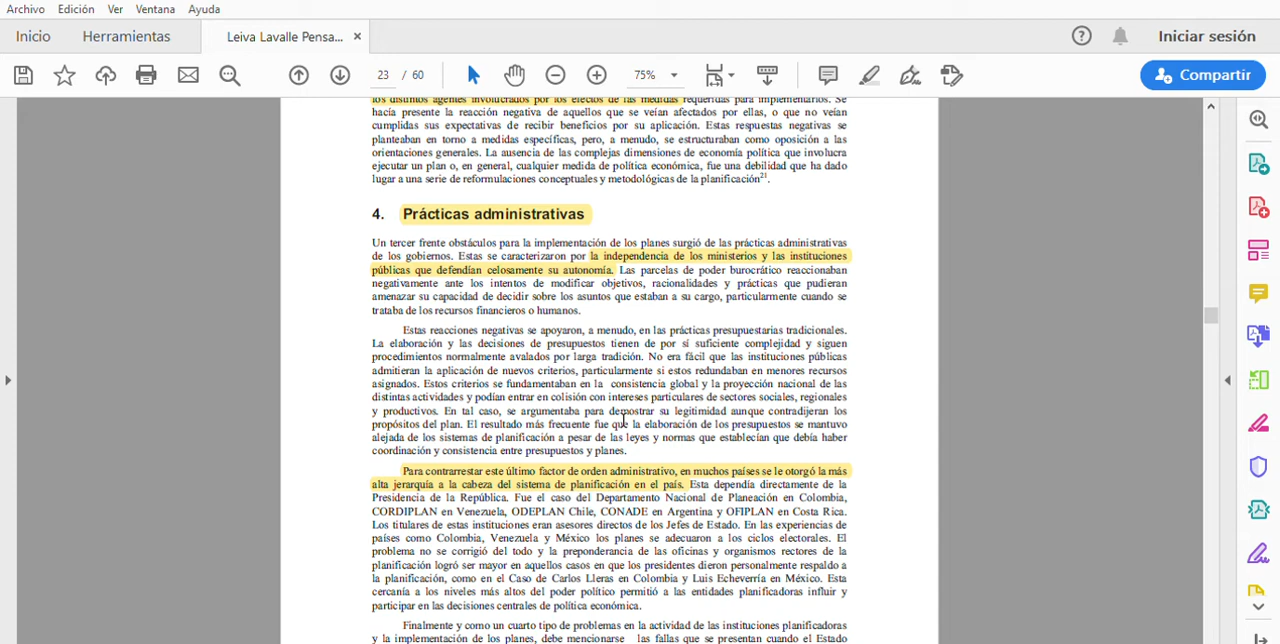 Archivo Edición Ver Ventana Ayuda
Inicio Herramientas Leiva Lavalle Pensa... × Iniciar sesión
23 / 60 75% Compartir
los distintos agentes involucrados por los efectos de las medidas requeridas para implementarlos. Se
hacía presente la reacción negativa de aquellos que se veían afectados por ellas, o que no veían
cumplidas sus expectativas de recibir beneficios por su aplicación. Estas respuestas negativas se
planteaban en torno a medidas específicas, pero, a menudo, se estructuraban como oposición a las
orientaciones generales. La ausencia de las complejas dimensiones de economía política que involucra
ejecutar un plan o, en general, cualquier medida de política económica, fue una debilidad que ha dado
lugar a una serie de reformulaciones conceptuales y metodológicas de la planificación21.
4. Prácticas administrativas
Un tercer frente obstáculos para la implementación de los planes surgió de las prácticas administrativas
de los gobiernos. Estas se caracterizaron por la independencia de los ministerios y las instituciones
públicas que defendían celosamente su autonomía. Las parcelas de poder burocrático reaccionaban
negativamente ante los intentos de modificar objetivos, racionalidades y prácticas que pudieran
amenazar su capacidad de decidir sobre los asuntos que estaban a su cargo, particularmente cuando se
trataba de los recursos financieros o humanos.
Estas reacciones negativas se apoyaron, a menudo, en las prácticas presupuestarias tradicionales.
La elaboración y las decisiones de presupuestos tienen de por sí suficiente complejidad y siguen
procedimientos normalmente avalados por larga tradición. No era fácil que las instituciones públicas
admitieran la aplicación de nuevos criterios, particularmente si estos redundaban en menores recursos
asignados. Estos criterios se fundamentaban en la consistencia global y la proyección nacional de las
distintas actividades y podían entrar en colisión con intereses particulares de sectores sociales, regionales
y productivos. En tal caso, se argumentaba para demostrar su legitimidad aunque contradijeran los
propósitos del plan. El resultado más frecuente fue que la elaboración de los presupuestos se mantuvo
alejada de los sistemas de planificación a pesar de las leyes y normas que establecían que debía haber
coordinación y consistencia entre presupuestos y planes.
Para contrarrestar este último factor de orden administrativo, en muchos países se le otorgó la más
alta jerarquía a la cabeza del sistema de planificación en el país. Esta dependía directamente de la
Presidencia de la República. Fue el caso del Departamento Nacional de Planeación en Colombia,
CORDIPLAN en Venezuela, ODEPLAN Chile, CONADE en Argentina y OFIPLAN en Costa Rica.
Los titulares de estas instituciones eran asesores directos de los Jefes de Estado. En las experiencias de
países como Colombia, Venezuela y México los planes se adecuaron a los ciclos electorales. El
problema no se corrigió del todo y la preponderancia de las oficinas y organismos rectores de la
planificación logró ser mayor en aquellos casos en que los presidentes dieron personalmente respaldo a
la planificación, como en el Caso de Carlos Lleras en Colombia y Luis Echeverría en México. Esta
cercanía a los niveles más altos del poder político permitió a las entidades planificadoras influir y
participar en las decisiones centrales de política económica.
Finalmente y como un cuarto tipo de problemas en la actividad de las instituciones planificadoras
y la implementación de los planes, debe mencionarse las fallas que se presentan cuando el Estado